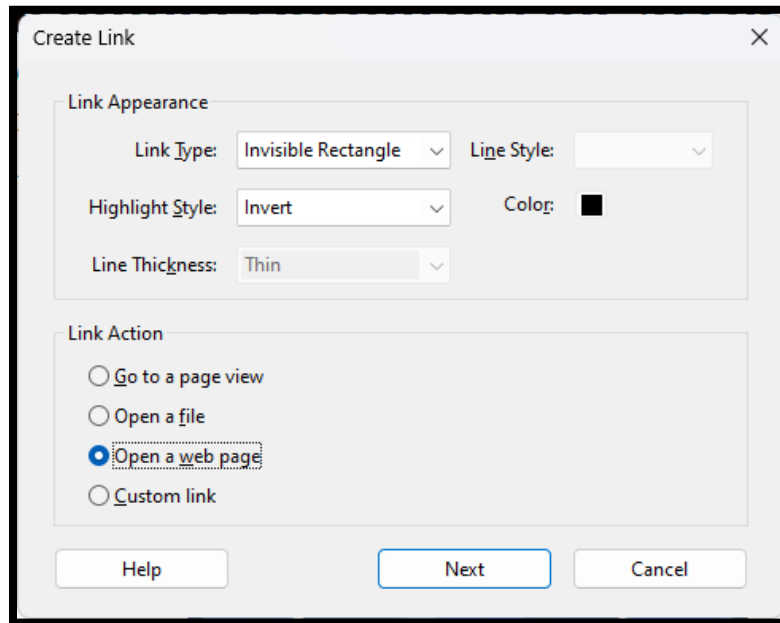 Create Link
Link Appearance
Link Type: Invisible Rectangle Line Style:
Highlight Style: Invert Color:
Line Thickness: Thin
Link Action
Go to a page view
Open a file
Open a web page
Custom link
Help Next Cancel